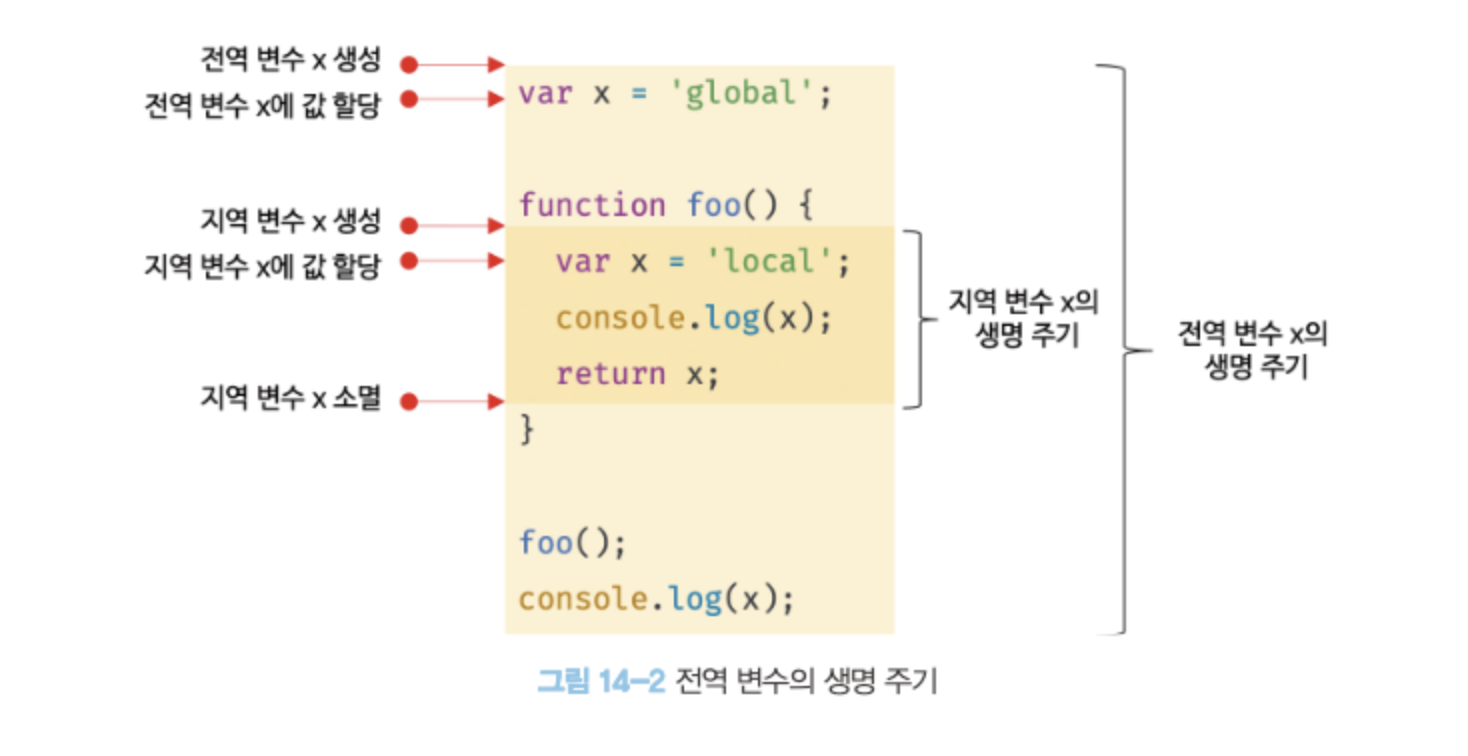 전역 변수 x 생성
전역 변수 x에 값 할당
var x = 'global';
function foo() {
지역 변수 x 생성
지역 변수 x에 값 할당
var x = 'local';
console.log(x);
return x;
지역 변수 x 소멸
}
foo();
console.log(x);
지역 변수 x의
생명 주기
전역 변수 x의
생명 주기
그림 14-2 전역 변수의 생명 주기